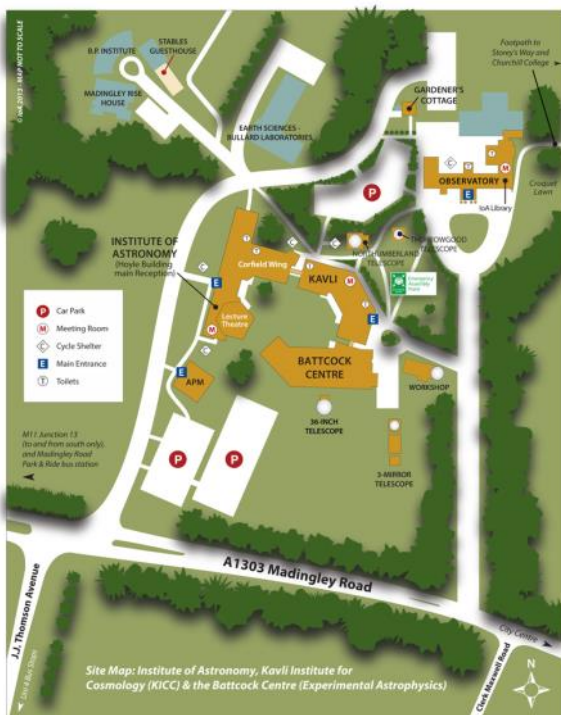 © IoA 2013 - MAP NOT TO SCALE
B.P. INSTITUTE
STABLES
GUESTHOUSE
MADINGLEY RISE
HOUSE
EARTH SCIENCES -
BULLARD LABORATORIES
GARDENER'S
COTTAGE
Footpath to
Storey's Way and
Churchill College
Croquet
Lawn
OBSERVATORY
IoA Library
THORROWGOOD
TELESCOPE
NORTHUMBERLAND
TELESCOPE
INSTITUTE OF
ASTRONOMY
(Hoyle Building
main Reception)
Corfield Wing
KAVLI
Emergency
Assembly
Point
Lecture
Theatre
BATTCOCK
CENTRE
APM
WORKSHOP
36-INCH
TELESCOPE
3-MIRROR
TELESCOPE
P Car Park
M Meeting Room
C Cycle Shelter
E Main Entrance
T Toilets
M11 Junction 13
(to and from south only),
and Madingley Road
Park & Ride bus station
A1303 Madingley Road
J.J. Thomson Avenue
Uni 4 Bus Stops
City Centre
Clerk Maxwell Road
N
Site Map: Institute of Astronomy, Kavli Institute for
Cosmology (KICC) & the Battcock Centre (Experimental Astrophysics)